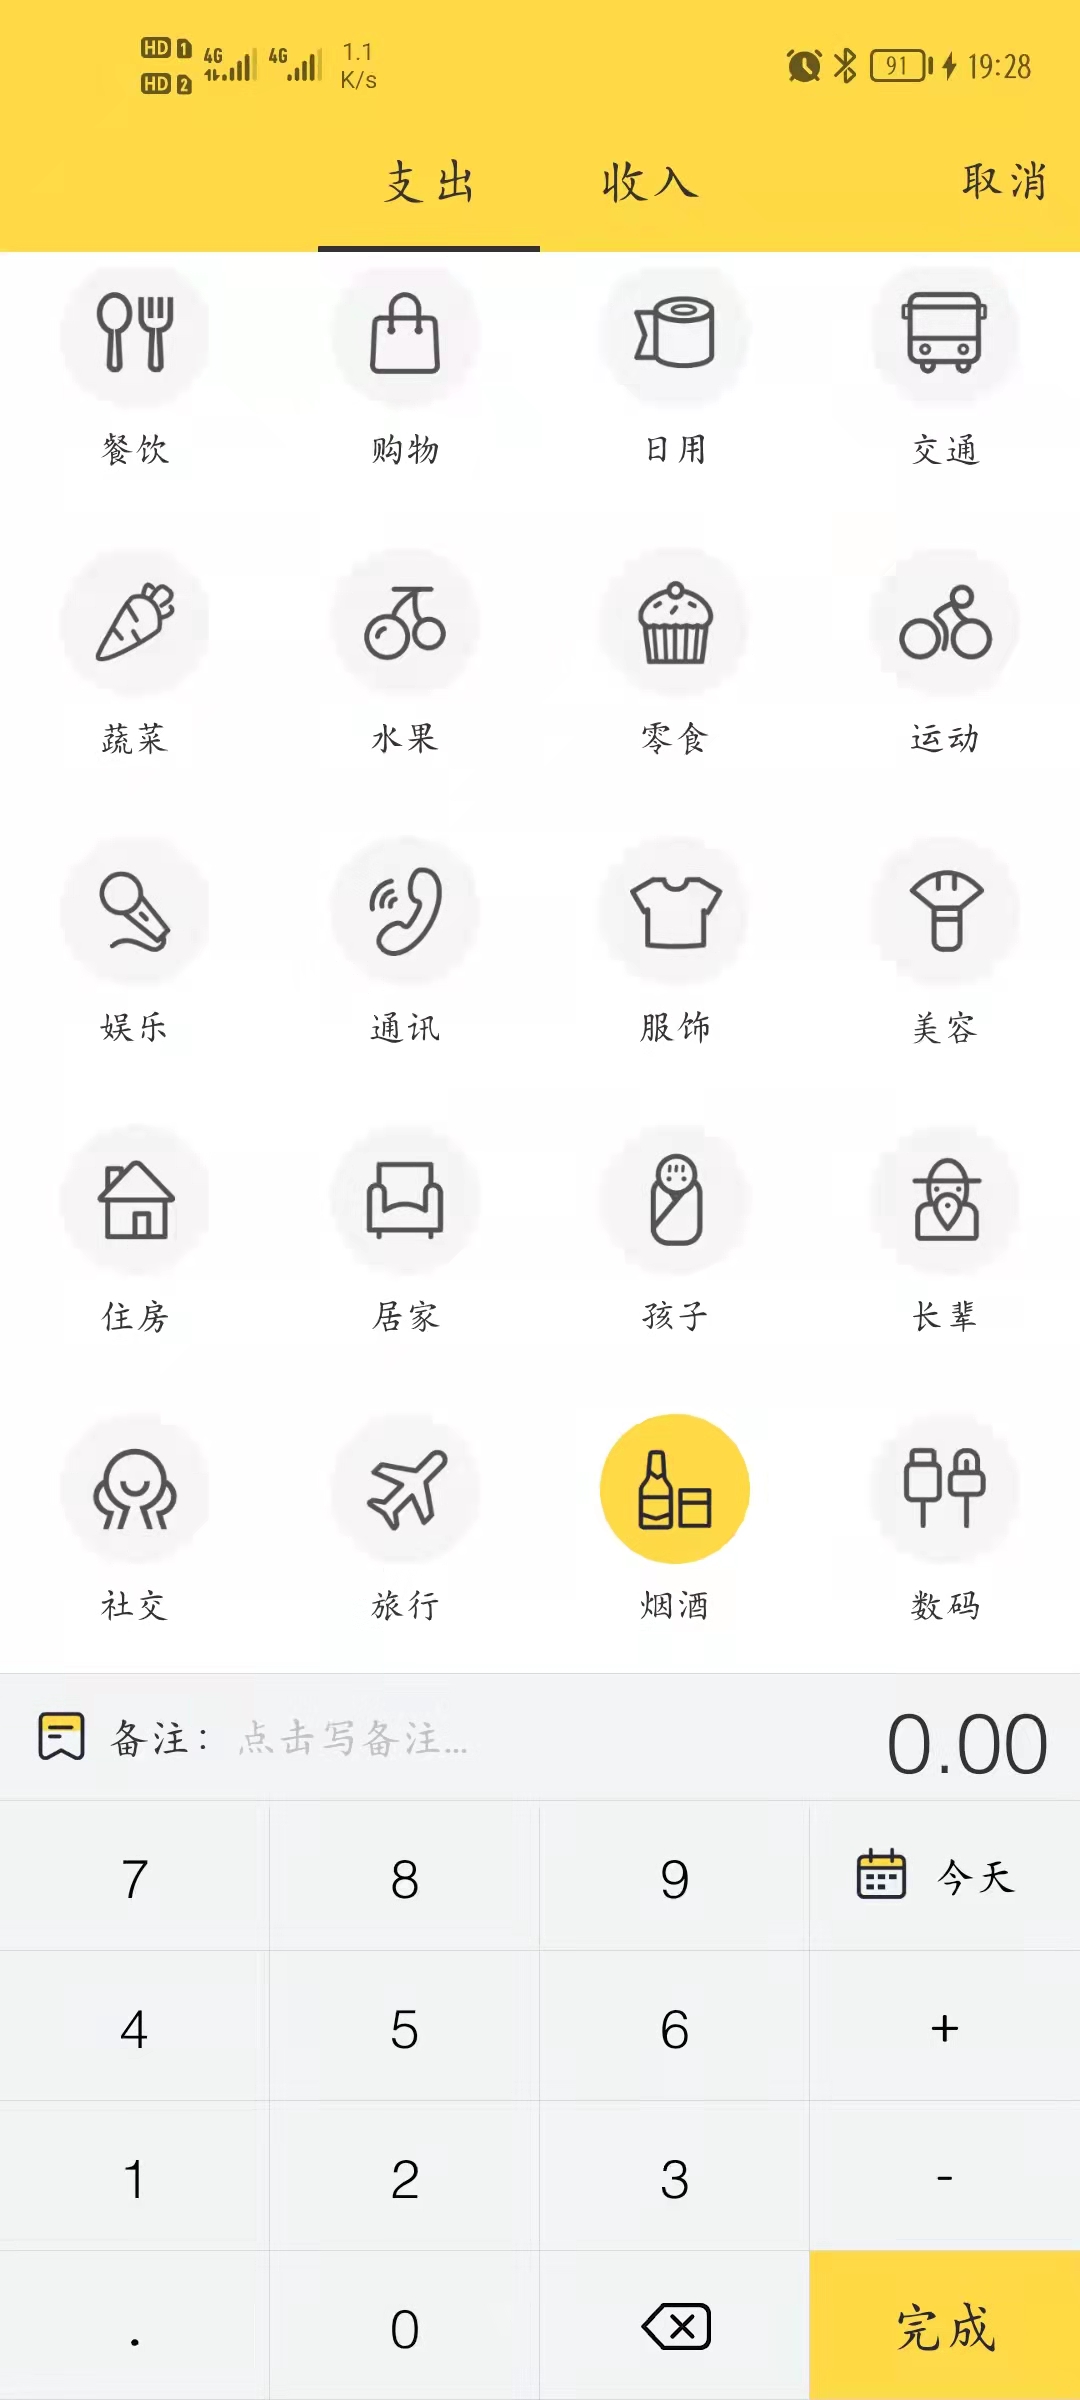 HD 1 4G 4G 1.1 91 19:28
HD 2 K/s
支出 收入 取消
餐饮 购物 日用 交通
蔬菜 水果 零食 运动
娱乐 通讯 服饰 美容
住房 居家 孩子 长辈
社交 旅行 烟酒 数码
备注： 点击写备注... 0.00
7 8 9 今天
4 5 6 +
1 2 3 -
. 0 完成